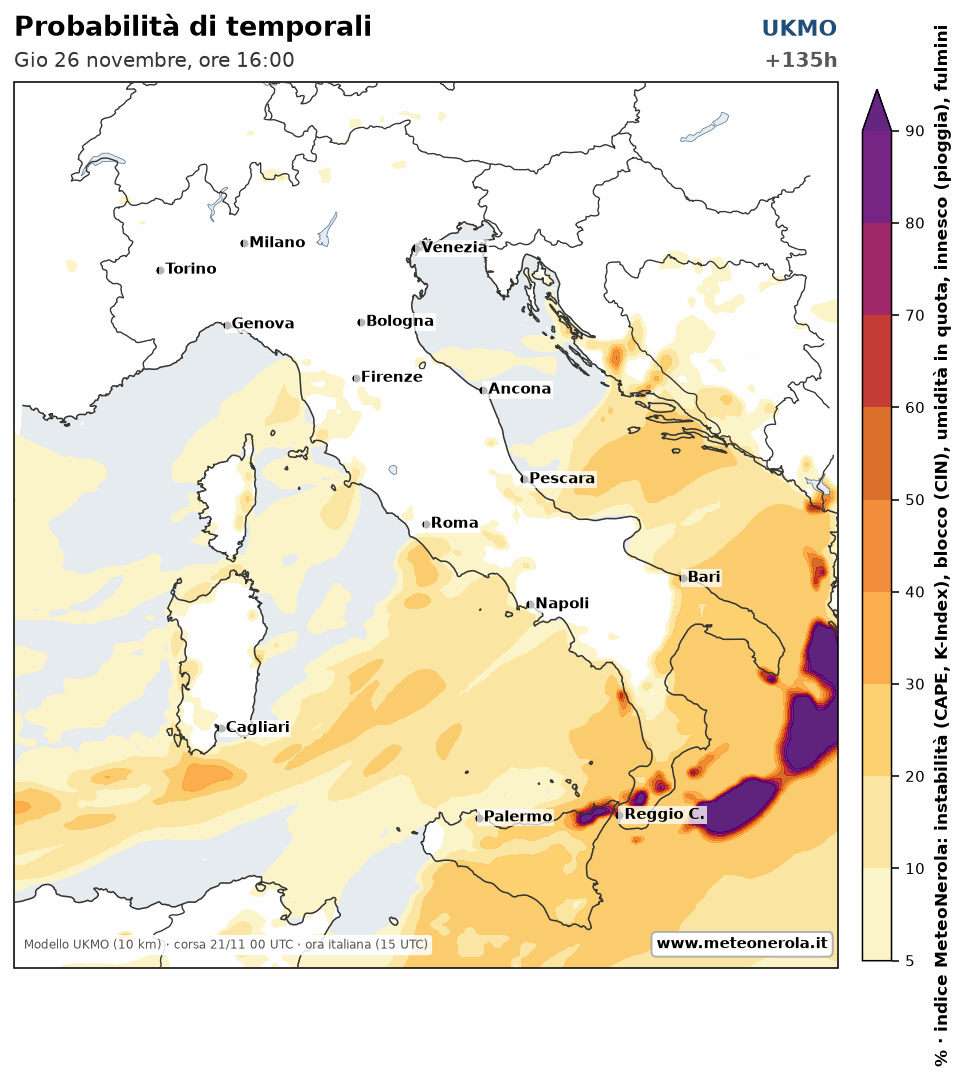 Probabilità di temporali
UKMO
Gio 26 novembre, ore 16:00
+135h
Milano
Venezia
Torino
Genova
Bologna
Firenze
Ancona
Pescara
Roma
Bari
Napoli
Cagliari
Palermo
Reggio C.
Modello UKMO (10 km) · corsa 21/11 00 UTC · ora italiana (15 UTC)
www.meteonerola.it
90
80
70
60
50
40
30
20
10
5
% · indice MeteoNerola: instabilità (CAPE, K-Index), blocco (CIN), umidità in quota, innesco (pioggia), fulmini